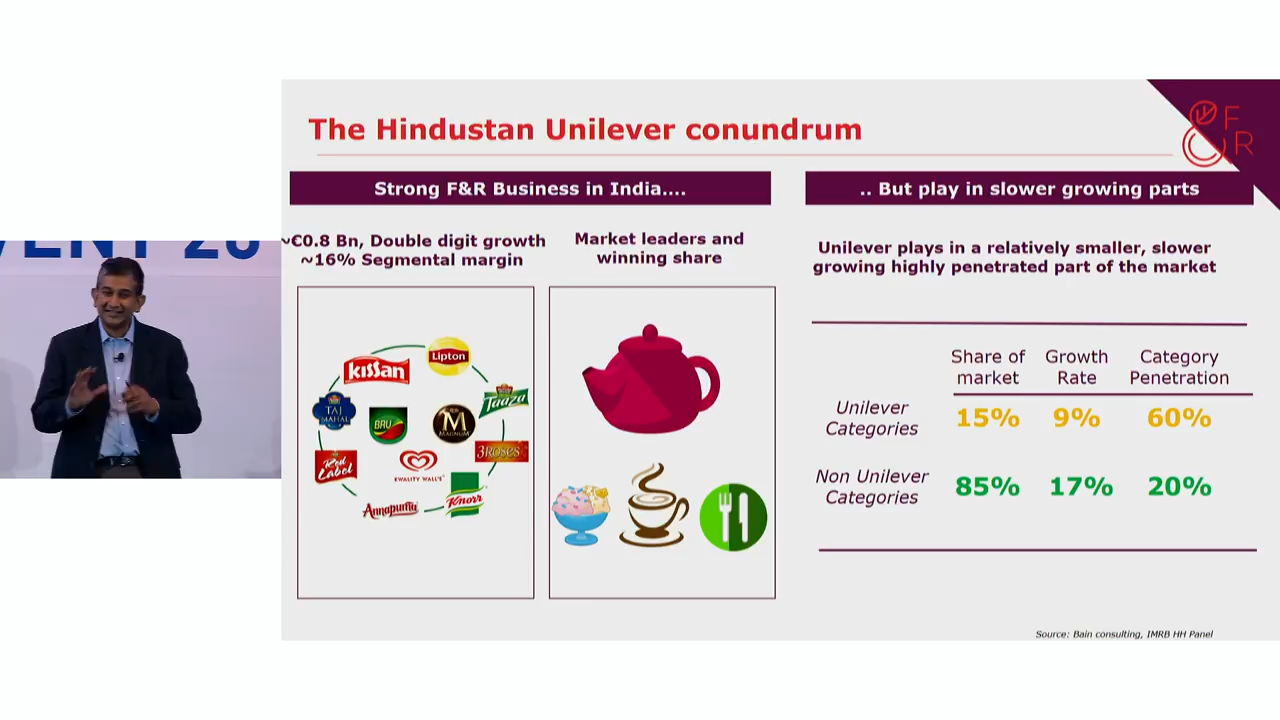 The Hindustan Unilever conundrum
& F
R
Strong F&R Business in India....
.. But play in slower growing parts
~€0.8 Bn, Double digit growth
~16% Segmental margin
Market leaders and
winning share
Unilever plays in a relatively smaller, slower
growing highly penetrated part of the market
Kissan
Lipton
TAJ
MAHAL
BRU
M
MAGNUM
Taaza
Red
Label
KWALITY WALL'S
3 ROSES
Annapurna
Knorr
Share of
market
Growth
Rate
Category
Penetration
Unilever
Categories
15% 9% 60%
Non Unilever
Categories
85% 17% 20%
Source: Bain consulting, IMRB HH Panel